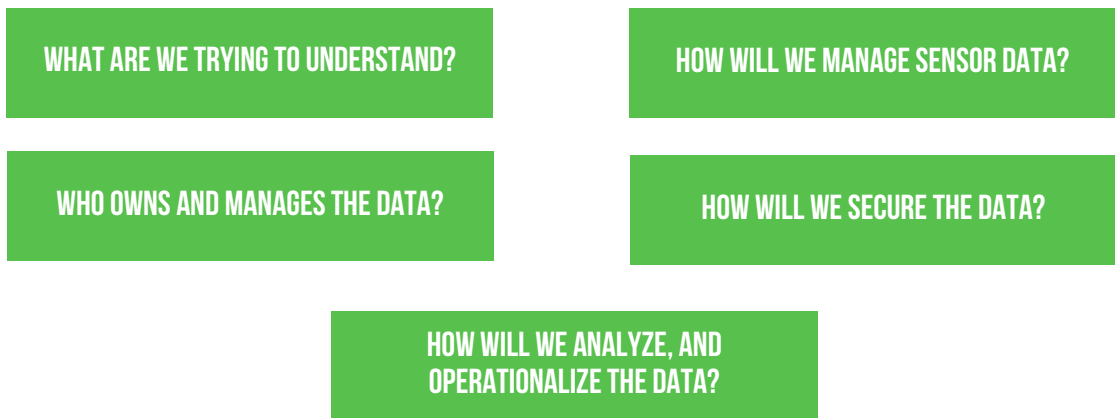 WHAT ARE WE TRYING TO UNDERSTAND?
HOW WILL WE MANAGE SENSOR DATA?
WHO OWNS AND MANAGES THE DATA?
HOW WILL WE SECURE THE DATA?
HOW WILL WE ANALYZE, AND
OPERATIONALIZE THE DATA?